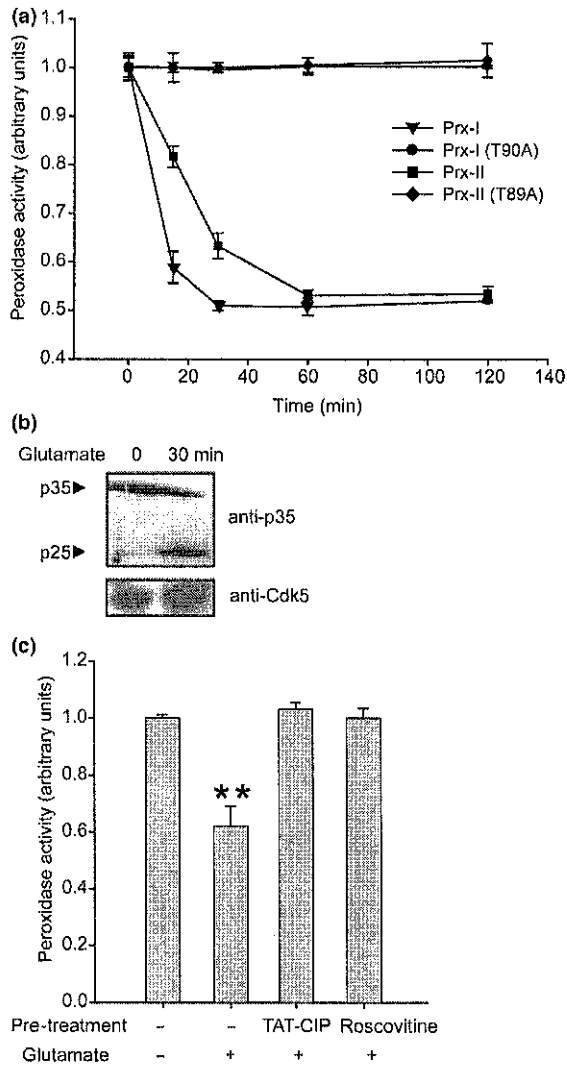 (a)
Peroxidase activity (arbitrary units)
1.1
1.0
0.9
0.8
0.7
0.6
0.5
0.4
Prx-I
Prx-I (T90A)
Prx-II
Prx-II (T89A)
0 20 40 60 80 100 120 140
Time (min)
(b)
Glutamate 0 30 min
p35
anti-p35
p25
anti-Cdk5
(c)
Peroxidase activity (arbitrary units)
1.2
1.0
0.8
0.6
0.4
0.2
0.0
**
Pre-treatment – – TAT-CIP Roscovitine
Glutamate – + + +